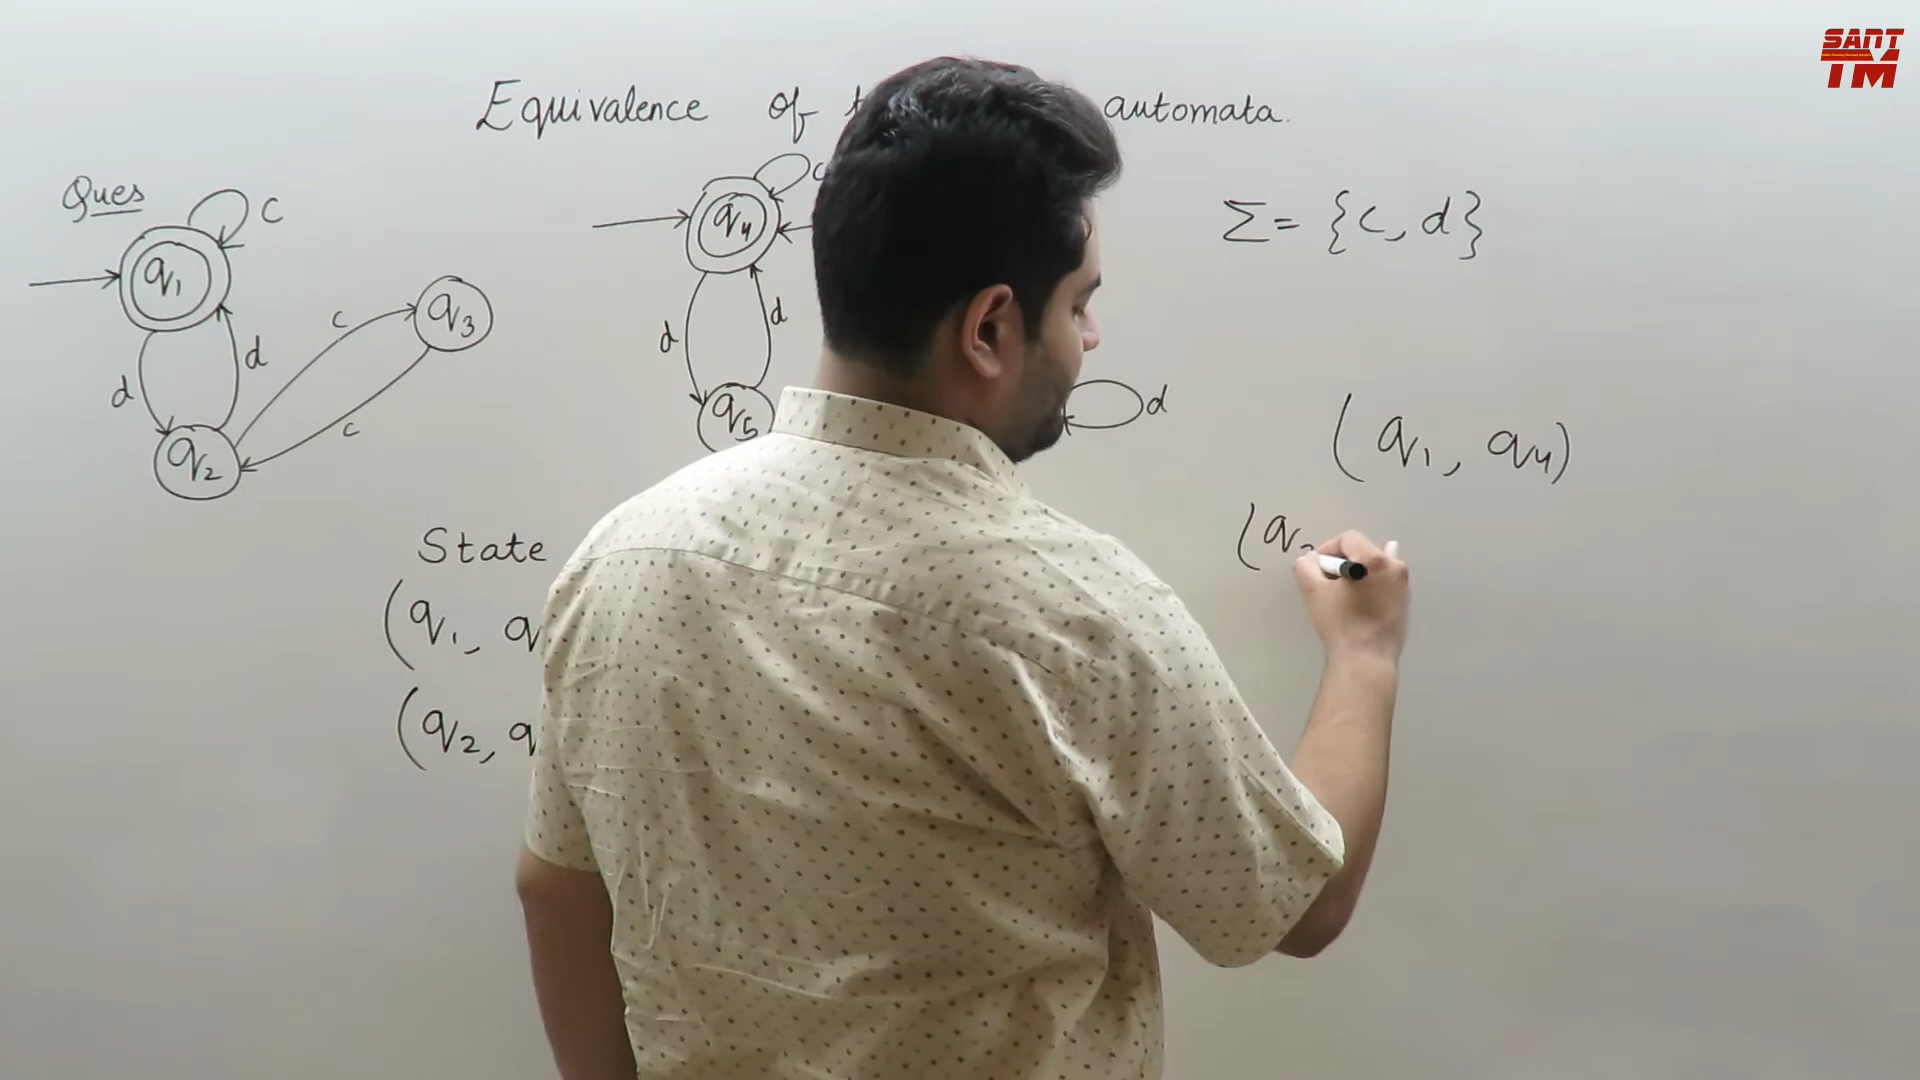 Equivalence of automata.
Ques
c
q1
d
d
q2
c
c
q3
c
q4
d
d
q5
d
Σ = {c, d}
(q1, q4)
(q
State
(q1, q
(q2, q
SANT
TM